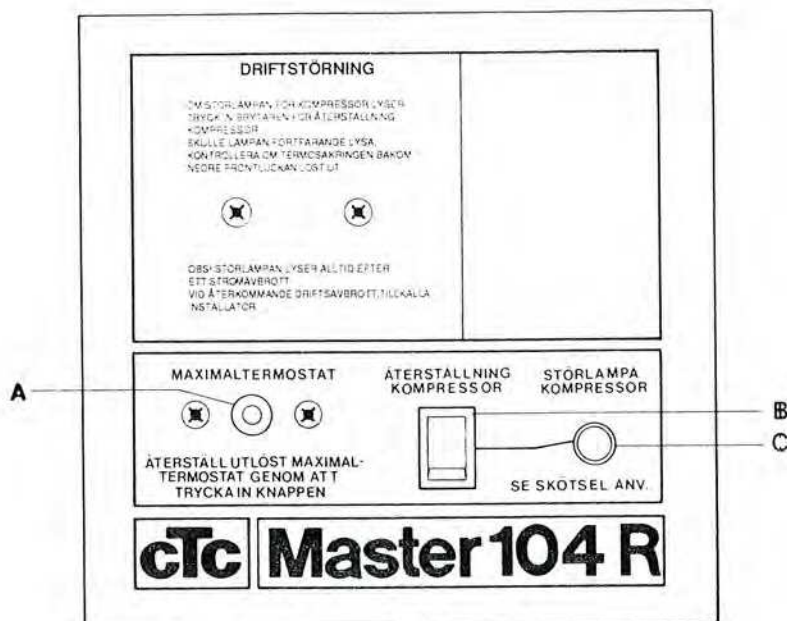 DRIFTSTÖRNING
OM STÖRLAMPAN FÖR KOMPRESSOR LYSER
TRYCK IN BRYTAREN FÖR ÅTERSTÄLLNING
KOMPRESSOR
SKULLE LAMPAN FORTFARANDE LYSA,
KONTROLLERA OM TERMOSÄKRINGEN BAKOM
NEDRE FRONTLUCKAN LÖST UT
OBS! STÖRLAMPAN LYSER ALLTID EFTER
ETT STRÖMAVBROTT
VID ÅTERKOMMANDE DRIFTSAVBROTT, TILLKALLA
INSTALLATÖR
MAXIMALTERMOSTAT
ÅTERSTÄLLNING
KOMPRESSOR
STÖRLAMPA
KOMPRESSOR
A
B
C
ÅTERSTÄLL UTLÖST MAXIMAL-
TERMOSTAT GENOM ATT
TRYCKA IN KNAPPEN
SE SKÖTSEL ANV.
cTc Master 104 R